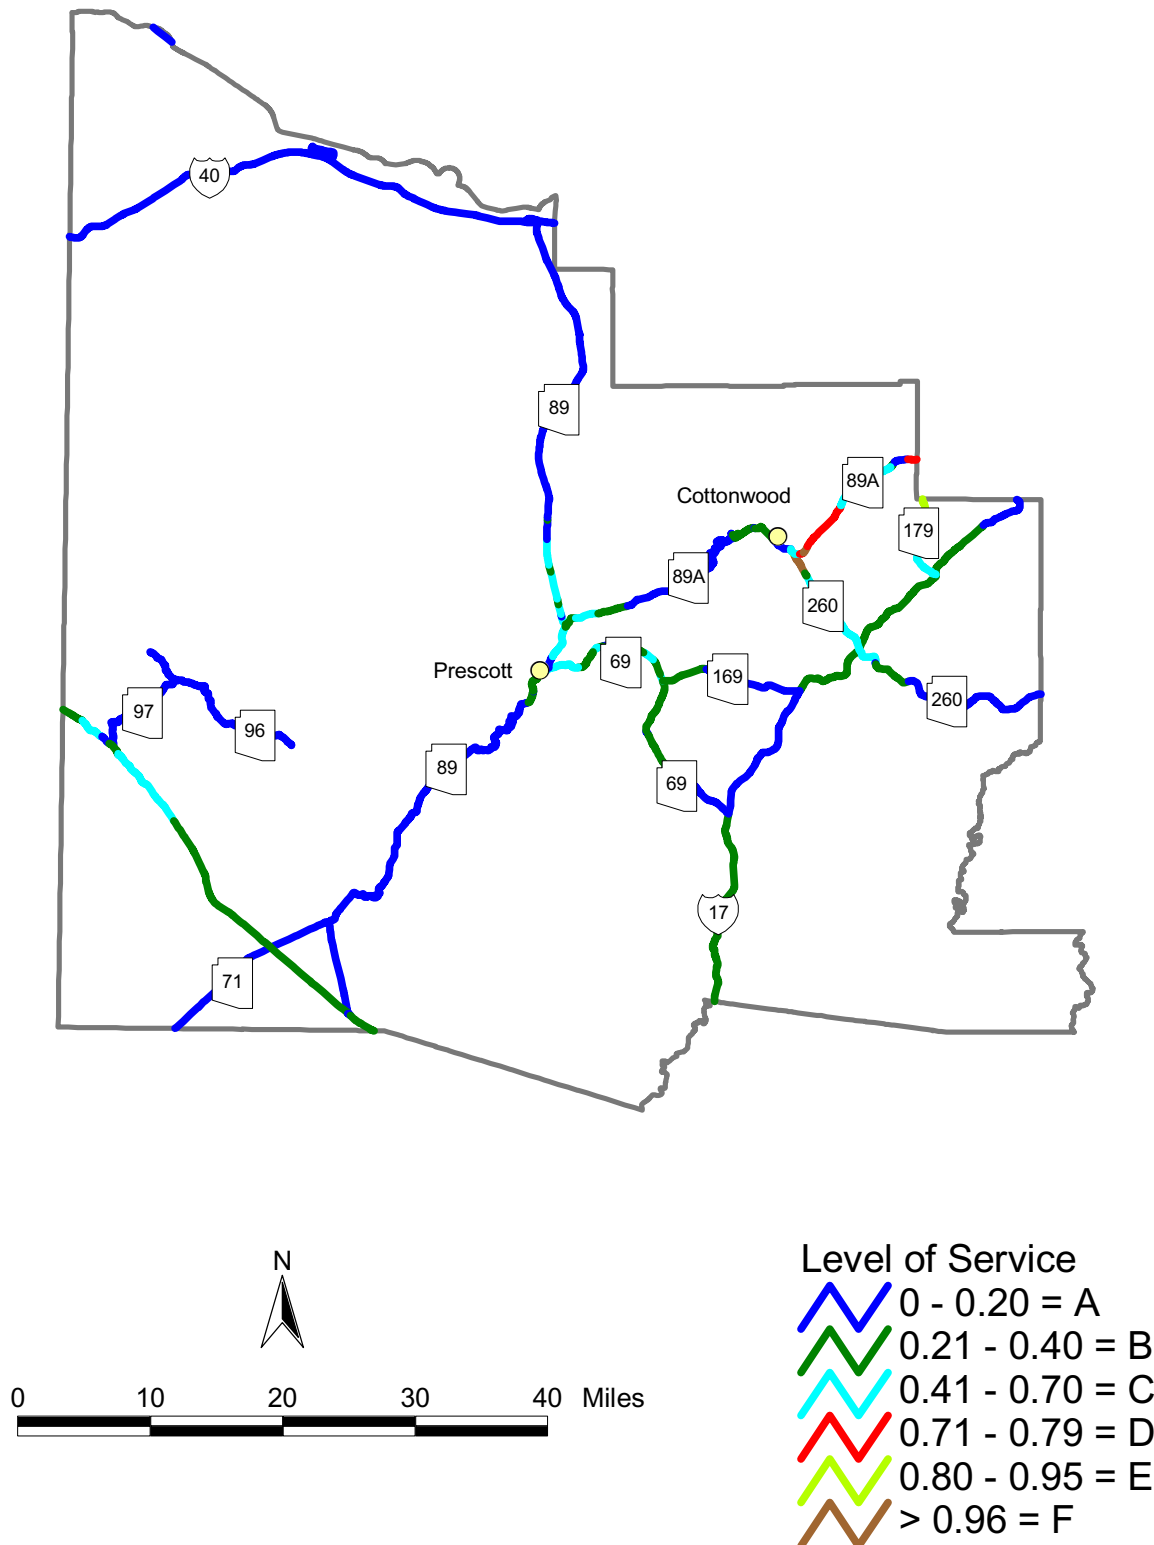 40
89
Cottonwood
89A
179
89A
260
Prescott
69
169
97
96
260
89
69
17
71
N
0 10 20 30 40 Miles
Level of Service
0 - 0.20 = A
0.21 - 0.40 = B
0.41 - 0.70 = C
0.71 - 0.79 = D
0.80 - 0.95 = E
> 0.96 = F